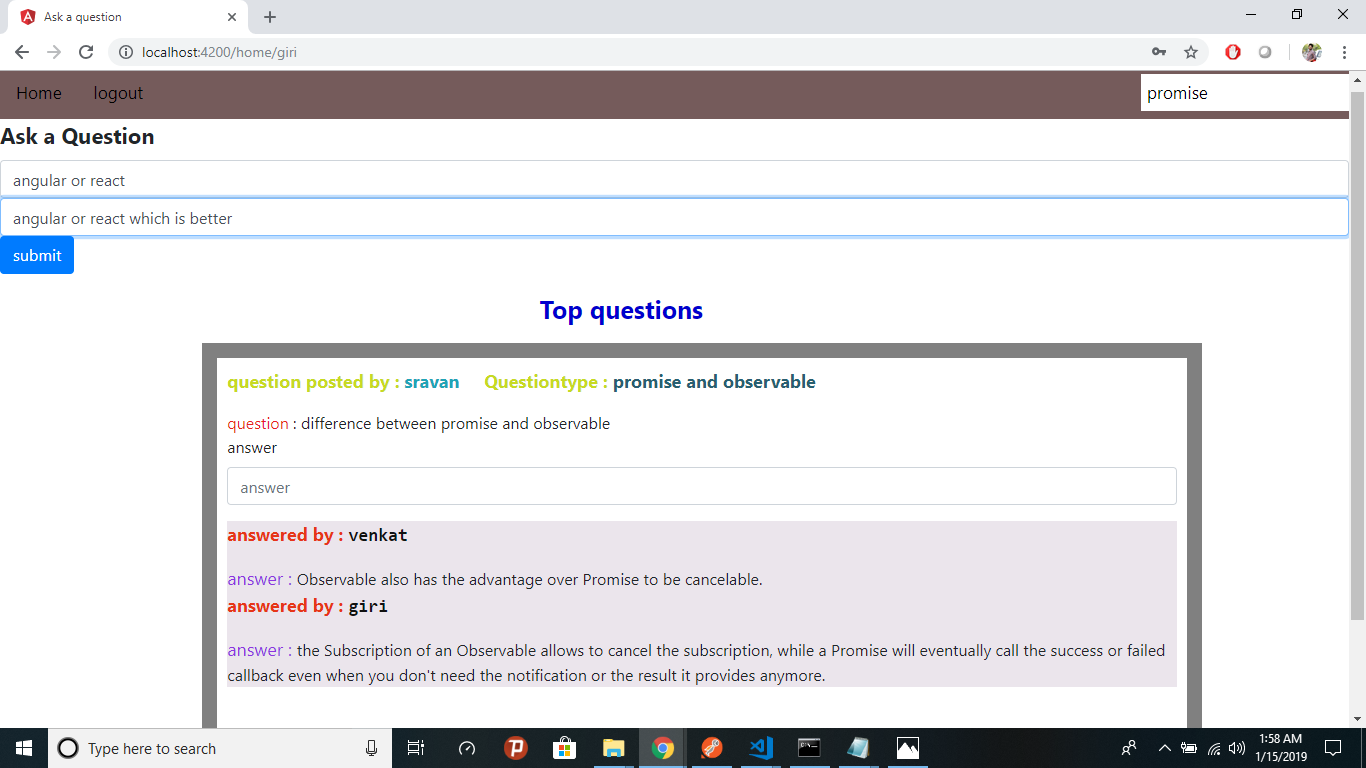 Ask a question
localhost:4200/home/giri
Home logout promise
Ask a Question
angular or react
angular or react which is better
submit
Top questions
question posted by : sravan Questiontype : promise and observable
question : difference between promise and observable
answer
answer
answered by : venkat
answer : Observable also has the advantage over Promise to be cancelable.
answered by : giri
answer : the Subscription of an Observable allows to cancel the subscription, while a Promise will eventually call the success or failed
callback even when you don't need the notification or the result it provides anymore.
Type here to search
1:58 AM
1/15/2019